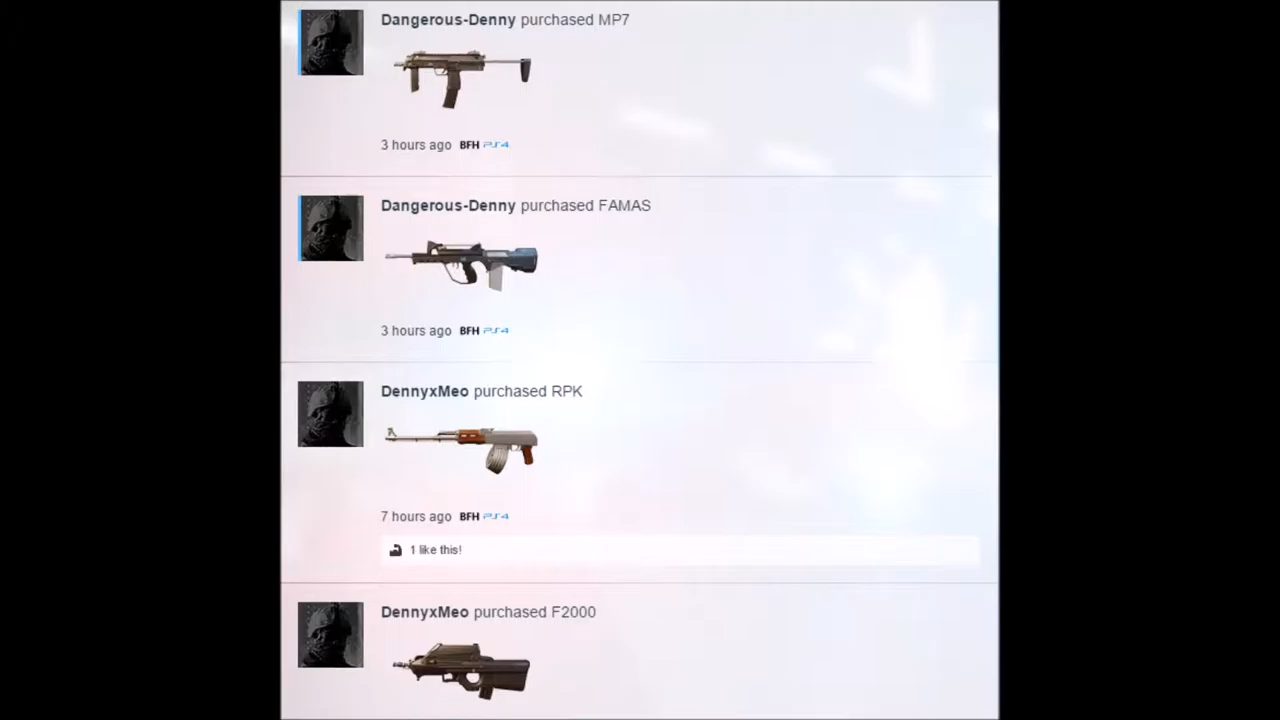 Dangerous-Denny purchased MP7
3 hours ago BFH PS4
Dangerous-Denny purchased FAMAS
3 hours ago BFH PS4
DennyxMeo purchased RPK
7 hours ago BFH PS4
1 like this!
DennyxMeo purchased F2000